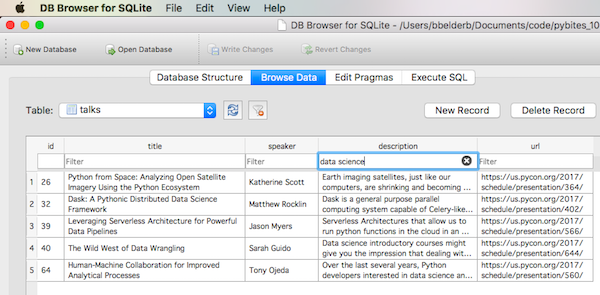 DB Browser for SQLite File Edit View Help
DB Browser for SQLite - /Users/bbelderb/Documents/code/pybites_10
New Database Open Database Write Changes Revert Changes
Database Structure Browse Data Edit Pragmas Execute SQL
Table: talks New Record Delete Record
id title speaker description url
Filter Filter data science Filter
1 26 Python from Space: Analyzing Open Satellite Imagery Using the Python Ecosystem Katherine Scott Earth imaging satellites, just like our computers, are shrinking and becoming ... https://us.pycon.org/2017/schedule/presentation/364/
2 32 Dask: A Pythonic Distributed Data Science Framework Matthew Rocklin Dask is a general purpose parallel computing system capable of Celery-like... https://us.pycon.org/2017/schedule/presentation/402/
3 39 Leveraging Serverless Architecture for Powerful Data Pipelines Jason Myers Serverless Architectures that allow us to run python functions in the cloud in an ... https://us.pycon.org/2017/schedule/presentation/566/
4 40 The Wild West of Data Wrangling Sarah Guido Data science introductory courses might give you the impression that dealing wit... https://us.pycon.org/2017/schedule/presentation/644/
5 64 Human-Machine Collaboration for Improved Analytical Processes Tony Ojeda Over the last several years, Python developers interested in data science an... https://us.pycon.org/2017/schedule/presentation/560/